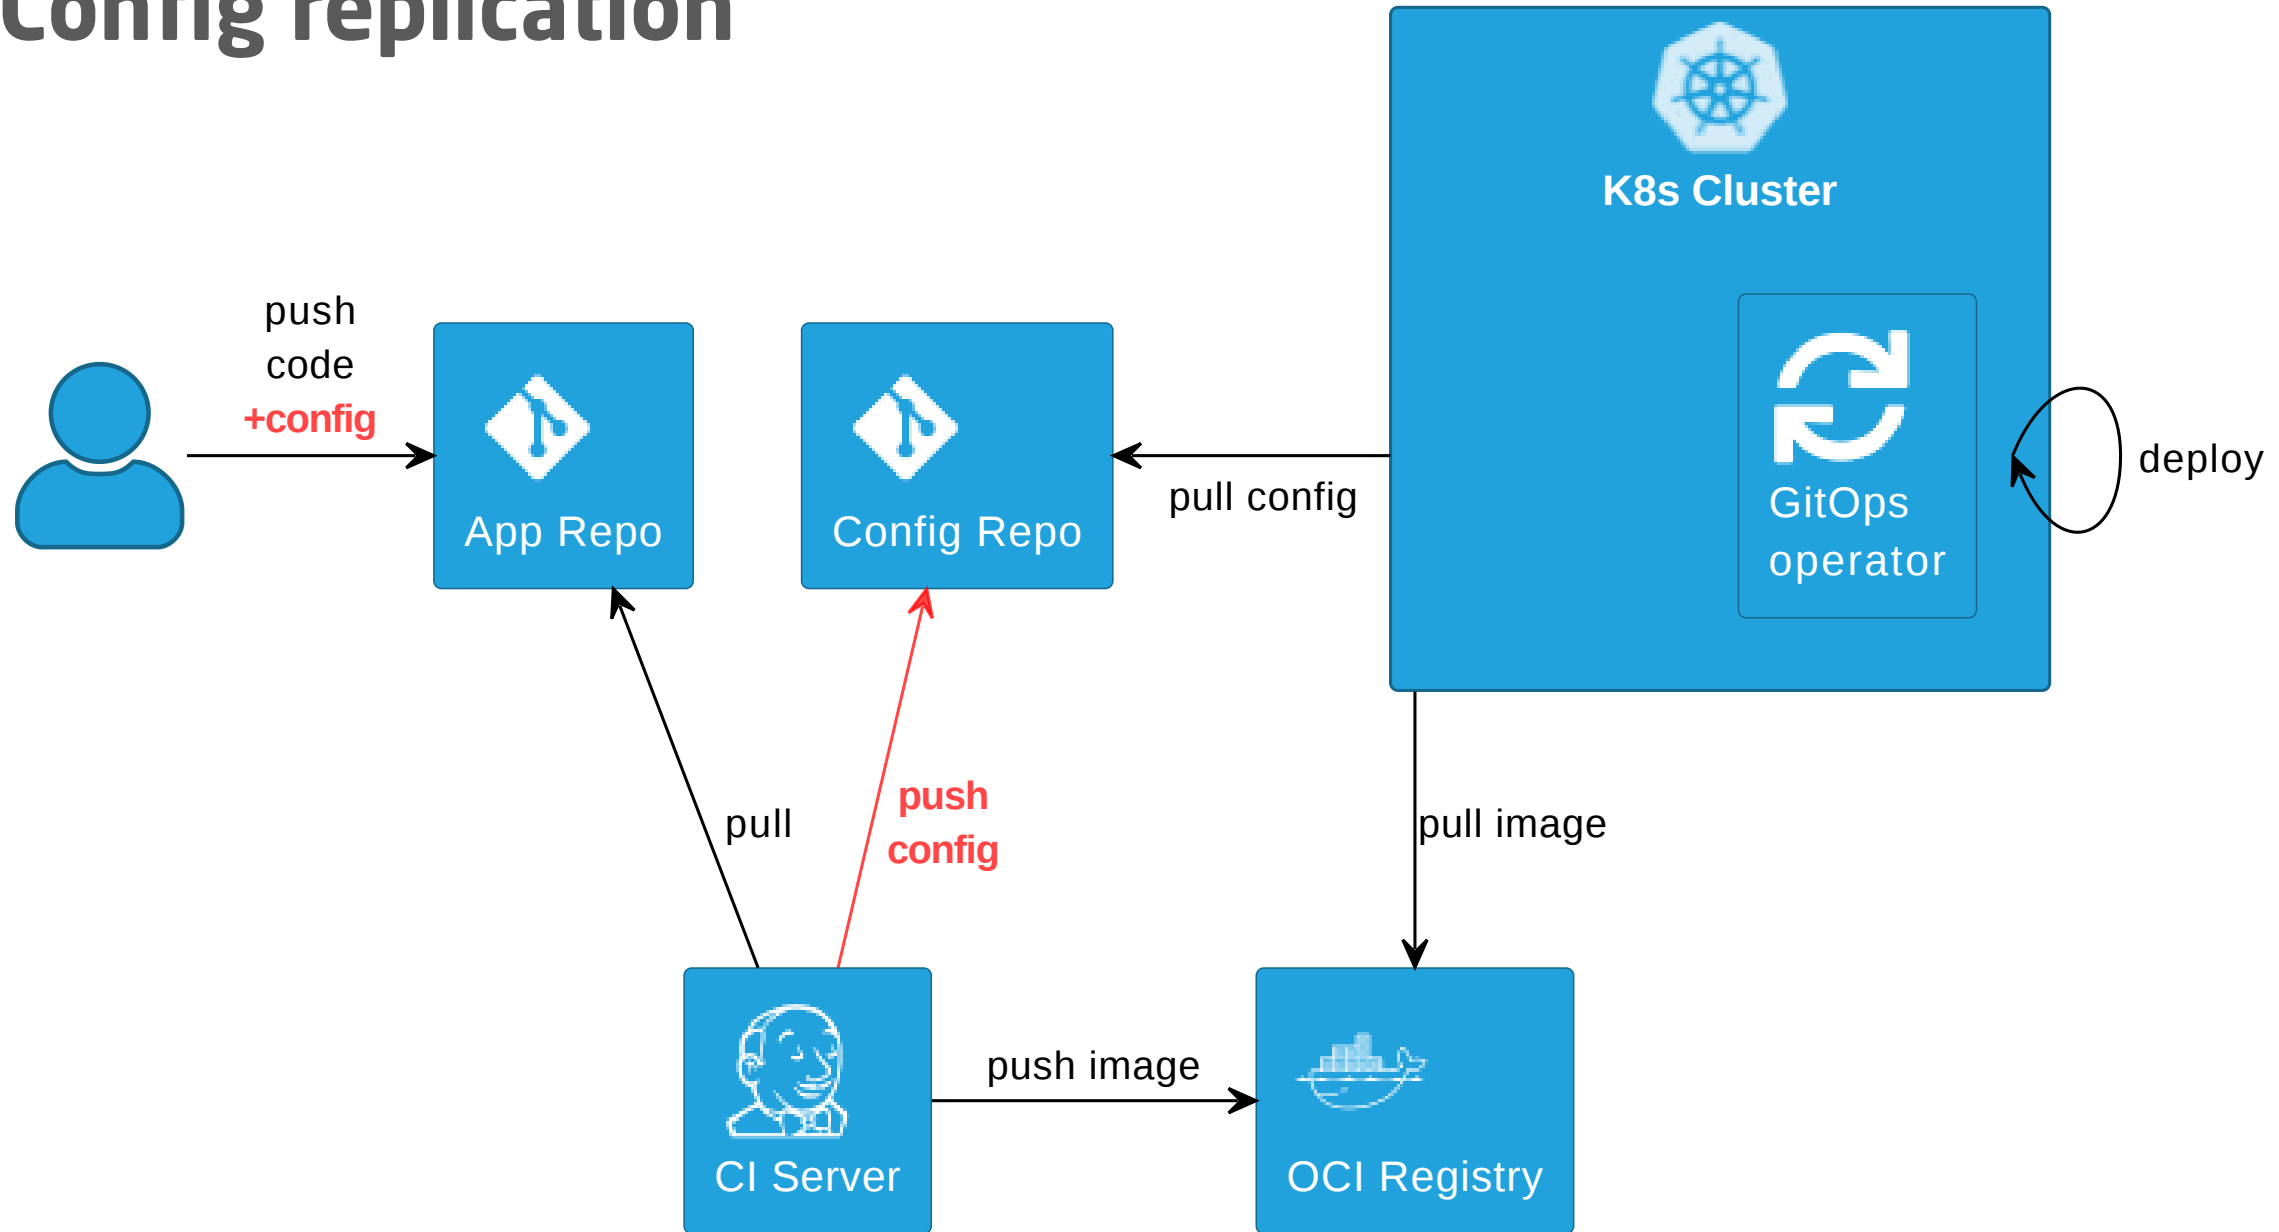 Config replication
K8s Cluster
push
code
+config
App Repo
Config Repo
pull config
GitOps
operator
deploy
pull
push
config
pull image
CI Server
push image
OCI Registry